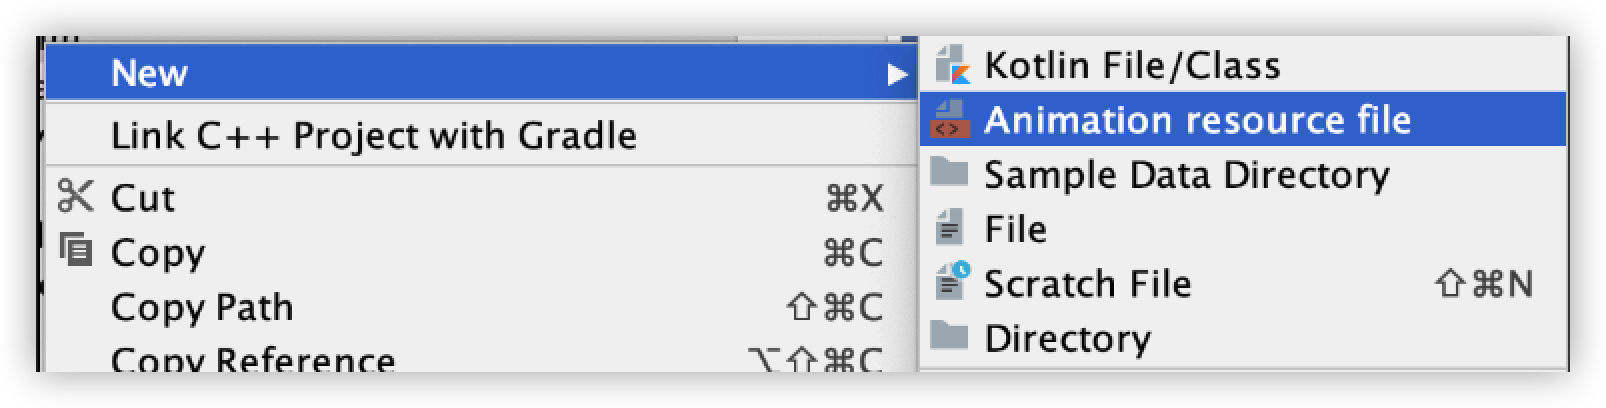 New
Link C++ Project with Gradle
Cut ⌘X
Copy ⌘C
Copy Path ⇧⌘C
Copy Reference ⌥⇧⌘C
Kotlin File/Class
Animation resource file
Sample Data Directory
File
Scratch File ⇧⌘N
Directory